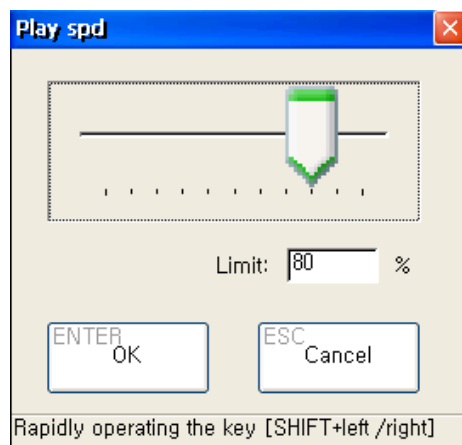 Play spd
Limit: 80 %
ENTER
OK
ESC
Cancel
Rapidly operating the key [SHIFT+left /right]